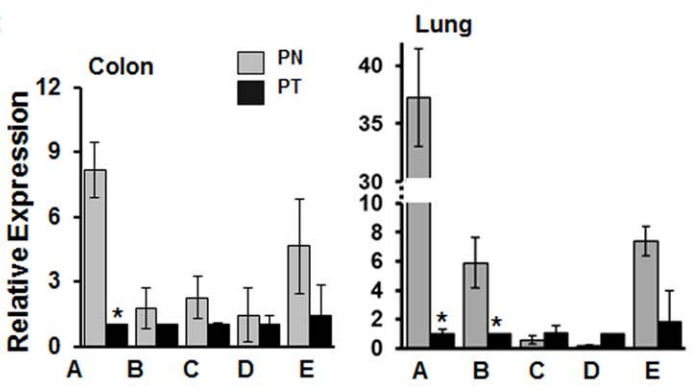 Colon
PN
PT
Relative Expression
12
9
6
3
0
*
A B C D E
Lung
40
35
30
10
8
6
4
2
0
* *
A B C D E